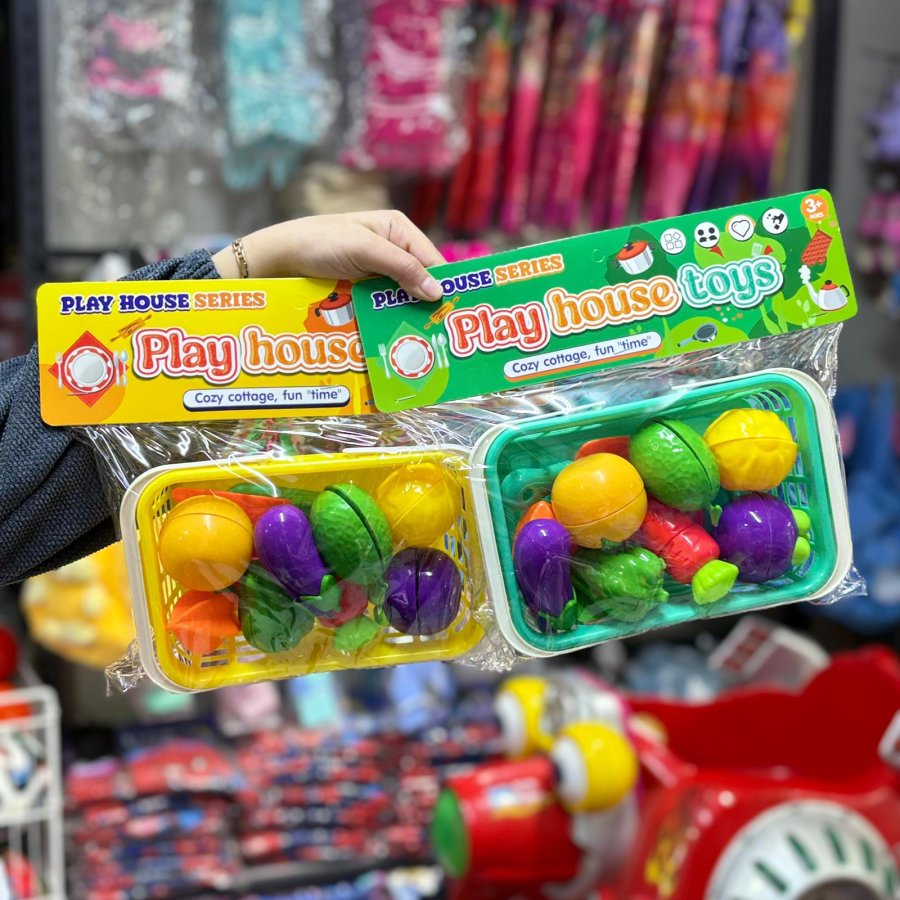 PLAY HOUSE SERIES
Play house
Cozy cottage, fun "time"
PLAY HOUSE SERIES
Play house toys
Cozy cottage, fun "time"
3+
AGES